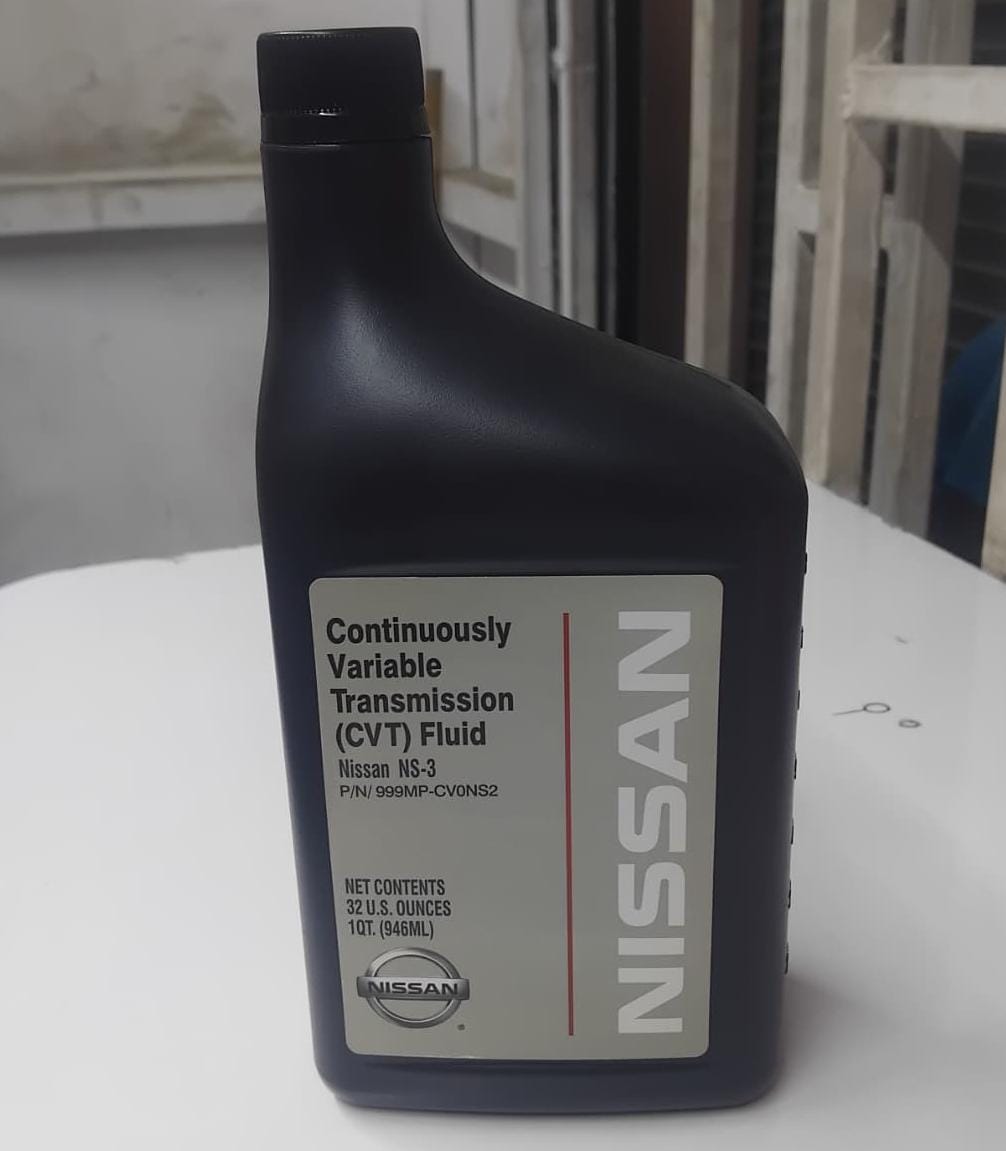 Continuously
Variable
Transmission
(CVT) Fluid
Nissan NS-3
P/N/ 999MP-CV0NS2
NET CONTENTS
32 U.S. OUNCES
1QT. (946ML)
NISSAN
NISSAN